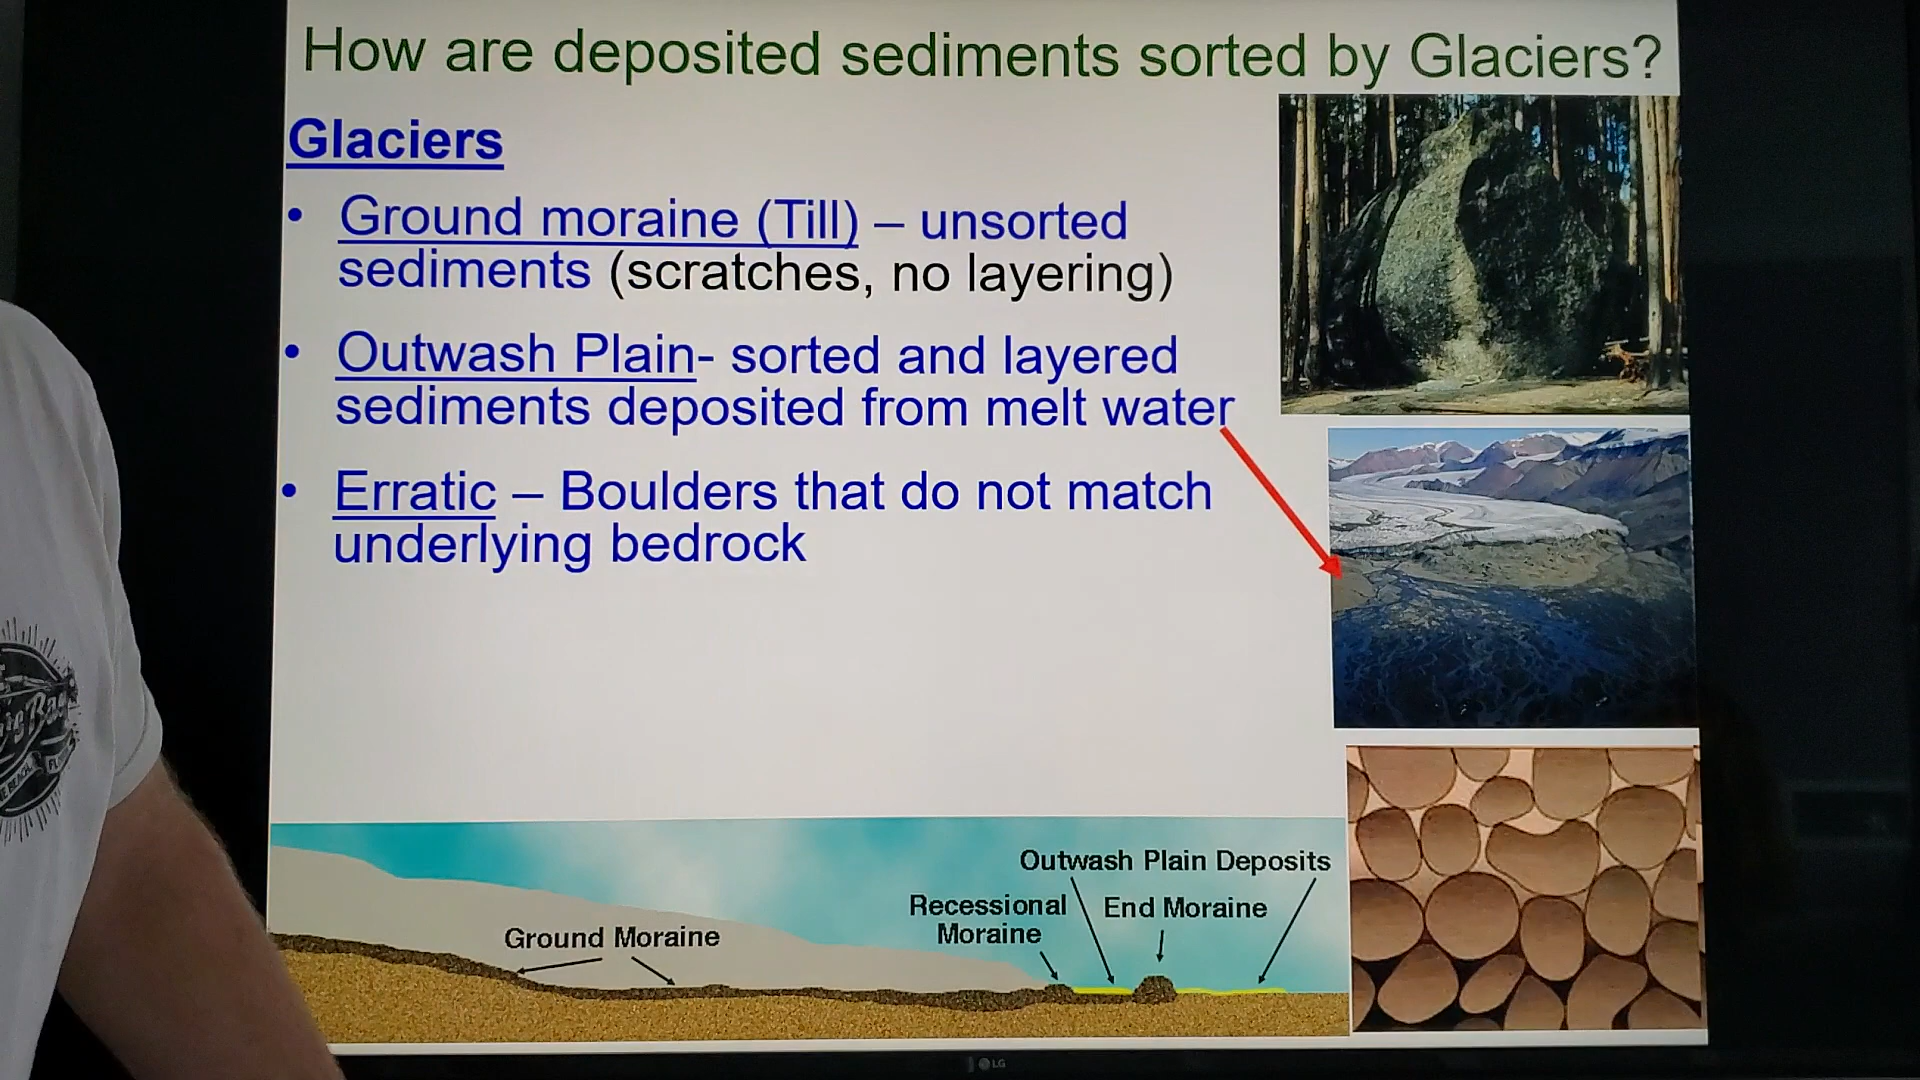 How are deposited sediments sorted by Glaciers?
Glaciers
• Ground moraine (Till) – unsorted
sediments (scratches, no layering)
• Outwash Plain- sorted and layered
sediments deposited from melt water
• Erratic – Boulders that do not match
underlying bedrock
Outwash Plain Deposits
Recessional
Moraine
End Moraine
Ground Moraine
LG